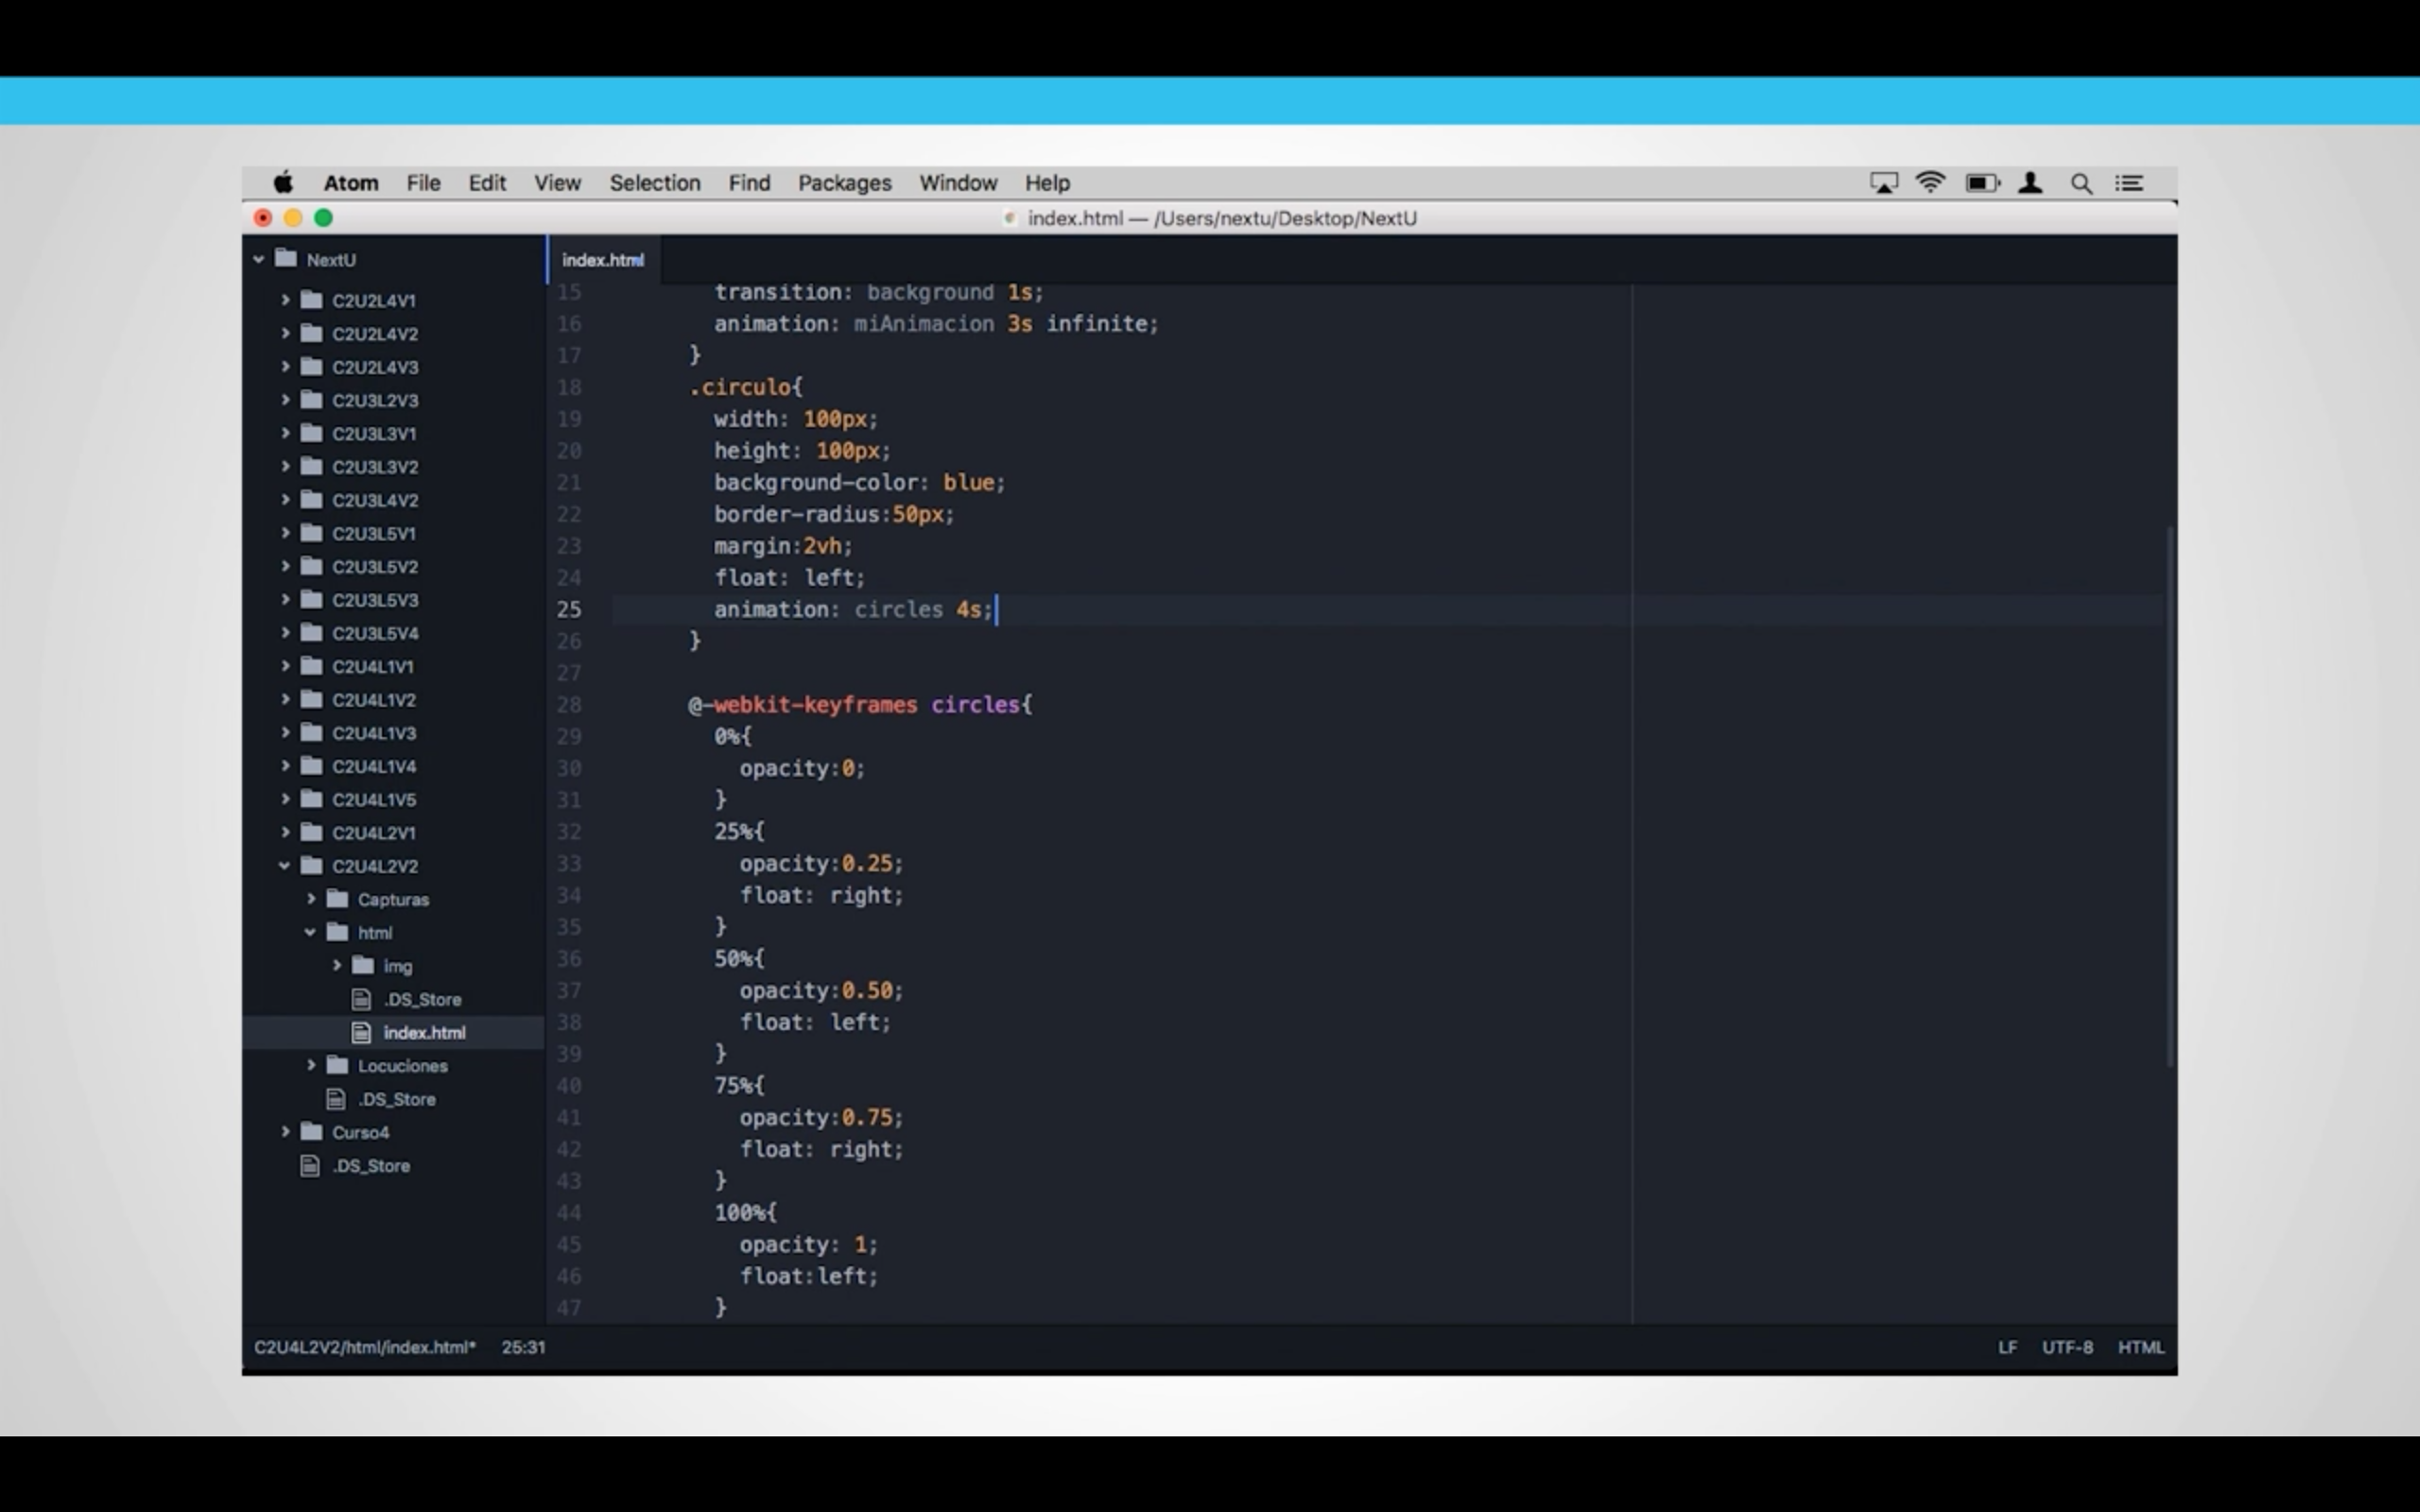 Atom File Edit View Selection Find Packages Window Help
index.html — /Users/nextu/Desktop/NextU
NextU
C2U2L4V1
C2U2L4V2
C2U2L4V3
C2U3L2V3
C2U3L3V1
C2U3L3V2
C2U3L4V2
C2U3L5V1
C2U3L5V2
C2U3L5V3
C2U3L5V4
C2U4L1V1
C2U4L1V2
C2U4L1V3
C2U4L1V4
C2U4L1V5
C2U4L2V1
C2U4L2V2
Capturas
html
img
.DS_Store
index.html
Locuciones
.DS_Store
Curso4
.DS_Store
index.html
15 transition: background 1s;
16 animation: miAnimacion 3s infinite;
17 }
18 .circulo{
19 width: 100px;
20 height: 100px;
21 background-color: blue;
22 border-radius:50px;
23 margin:2vh;
24 float: left;
25 animation: circles 4s;
26 }
27
28 @-webkit-keyframes circles{
29 0%{
30 opacity:0;
31 }
32 25%{
33 opacity:0.25;
34 float: right;
35 }
36 50%{
37 opacity:0.50;
38 float: left;
39 }
40 75%{
41 opacity:0.75;
42 float: right;
43 }
44 100%{
45 opacity: 1;
46 float:left;
47 }
C2U4L2V2/html/index.html* 25:31 LF UTF-8 HTML